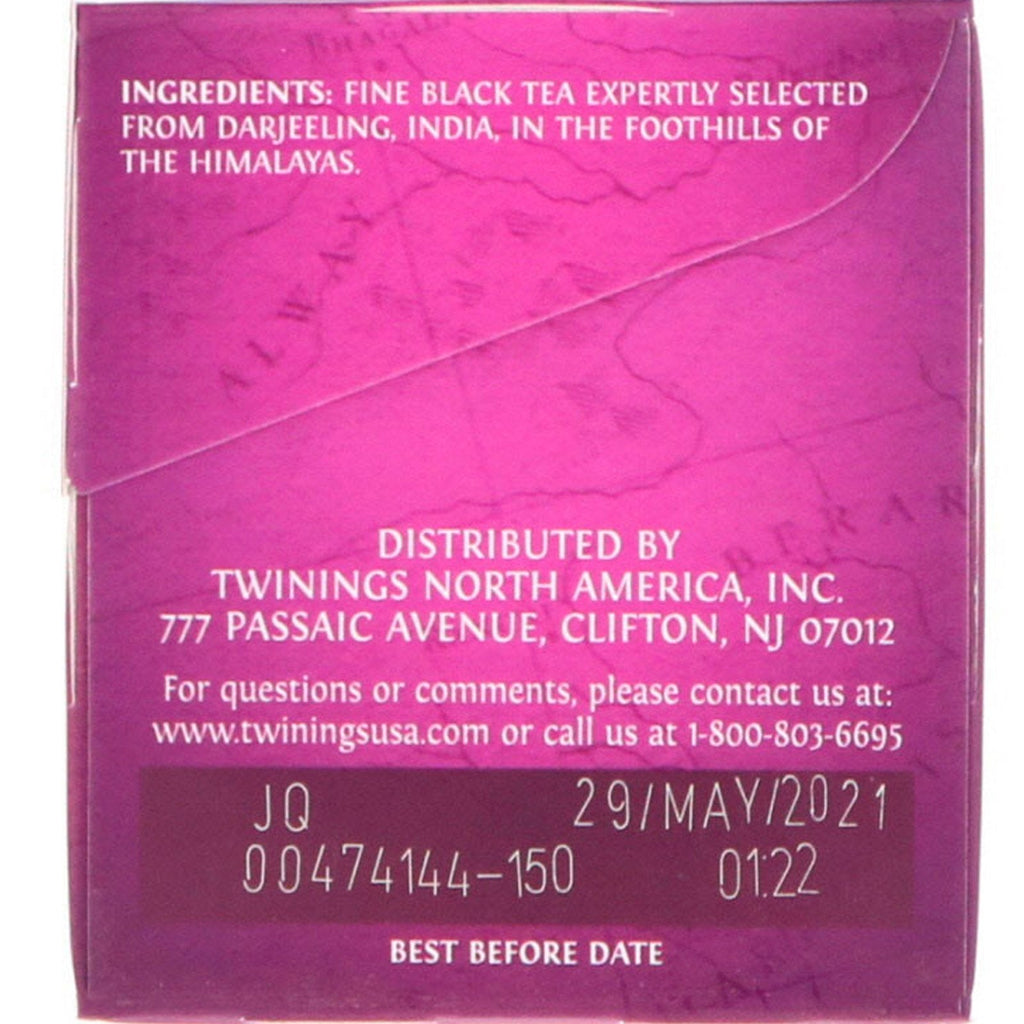 INGREDIENTS: FINE BLACK TEA EXPERTLY SELECTED
FROM DARJEELING, INDIA, IN THE FOOTHILLS OF
THE HIMALAYAS.
ALWAY
BERAR
DISTRIBUTED BY
TWININGS NORTH AMERICA, INC.
777 PASSAIC AVENUE, CLIFTON, NJ 07012
For questions or comments, please contact us at:
www.twiningsusa.com or call us at 1-800-803-6695
JQ 29/MAY/2021
00474144-150 01:22
BEST BEFORE DATE